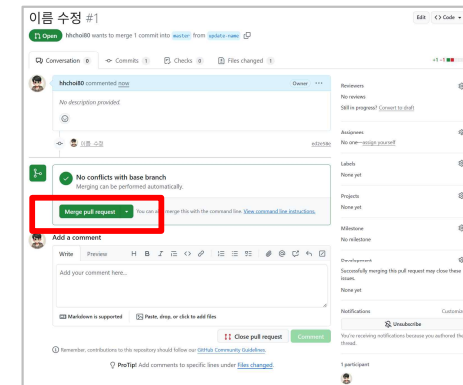 이름 수정 #1
Edit
<> Code
Open
hhchoi80 wants to merge 1 commit into master from update-name
Conversation 0
Commits 1
Checks 0
Files changed 1
+1 -1
hhchoi80 commented now
Owner
No description provided.
이름 수정
No conflicts with base branch
Merging can be performed automatically.
Merge pull request
You can also merge this with the command line. View command line instructions.
Add a comment
Write
Preview
Add your comment here...
Markdown is supported
Paste, drop, or click to add files
Close pull request
Comment
Remember, contributions to this repository should follow our GitHub Community Guidelines.
ProTip! Add comments to specific lines under Files changed.
Reviewers
No reviews
Still in progress? Convert to draft
Assignees
No one—assign yourself
Labels
None yet
Projects
None yet
Milestone
No milestone
Development
Successfully merging this pull request may close these
issues.
None yet
Notifications
Customize
Unsubscribe
You're receiving notifications because you authored the
thread.
1 participant